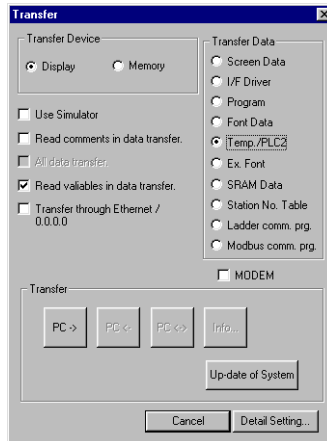 Transfer
Transfer Device
Display
Memory
Use Simulator
Read comments in data transfer.
All data transfer.
Read valiables in data transfer.
Transfer through Ethernet /
0.0.0.0
Transfer Data
Screen Data
I/F Driver
Program
Font Data
Temp./PLC2
Ex. Font
SRAM Data
Station No. Table
Ladder comm. prg.
Modbus comm. prg.
MODEM
Transfer
PC ->
PC <-
PC <->
Info...
Up-date of System
Cancel
Detail Setting...